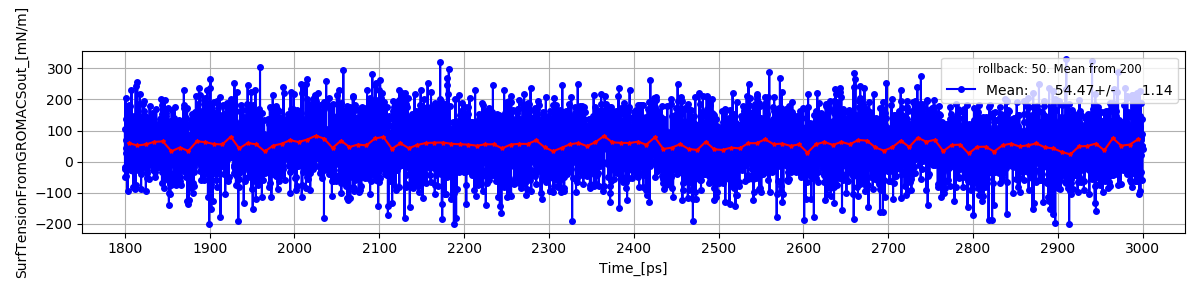 SurfTensionFromGROMACSout_[mN/m]
300
200
100
0
−100
−200
rollback: 50. Mean from 200
Mean: 54.47+/- 1.14
1800 1900 2000 2100 2200 2300 2400 2500 2600 2700 2800 2900 3000
Time_[ps]